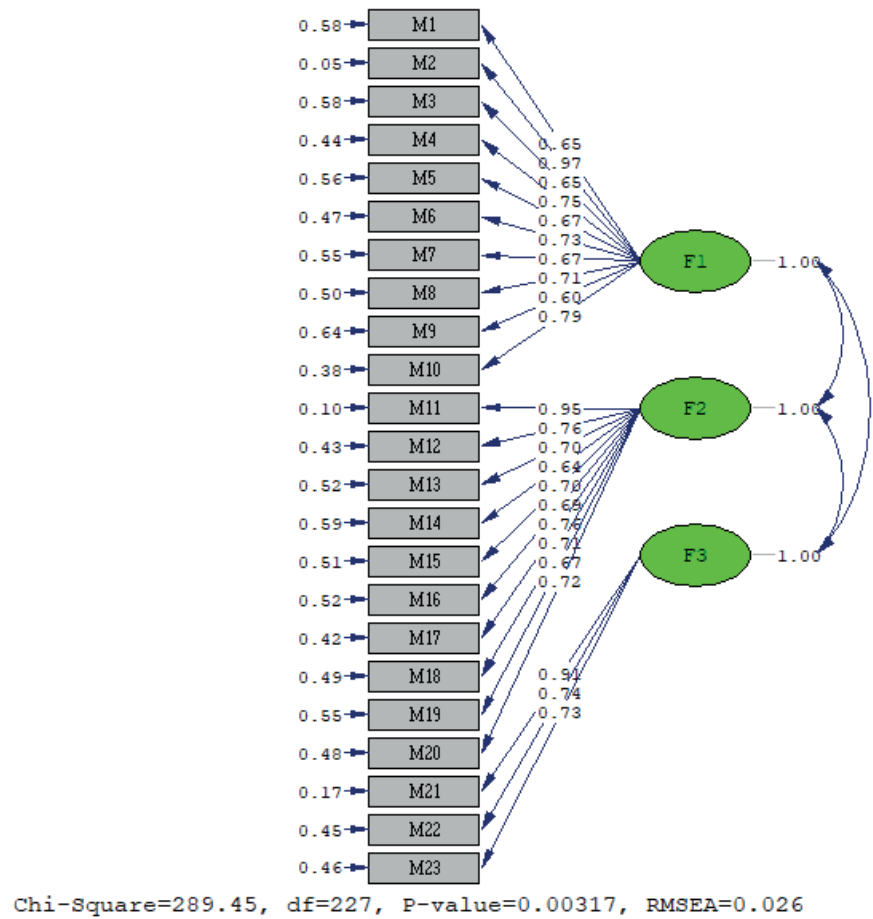 0.58 M1
0.05 M2
0.58 M3
0.44 M4
0.65
0.97
0.56 M5
0.65
0.75
0.47 M6
0.67
0.73
0.55 M7
0.67
F1 1.00
0.50 M8
0.71
0.60
0.64 M9
0.79
0.38 M10
0.10 M11
0.95
F2 1.00
0.76
0.43 M12
0.70
0.64
0.52 M13
0.70
0.69
0.59 M14
0.76
0.71
0.51 M15
0.67
F3 1.00
0.72
0.52 M16
0.42 M17
0.49 M18
0.91
0.74
0.55 M19
0.73
0.48 M20
0.17 M21
0.45 M22
0.46 M23
Chi-Square=289.45, df=227, P-value=0.00317, RMSEA=0.026